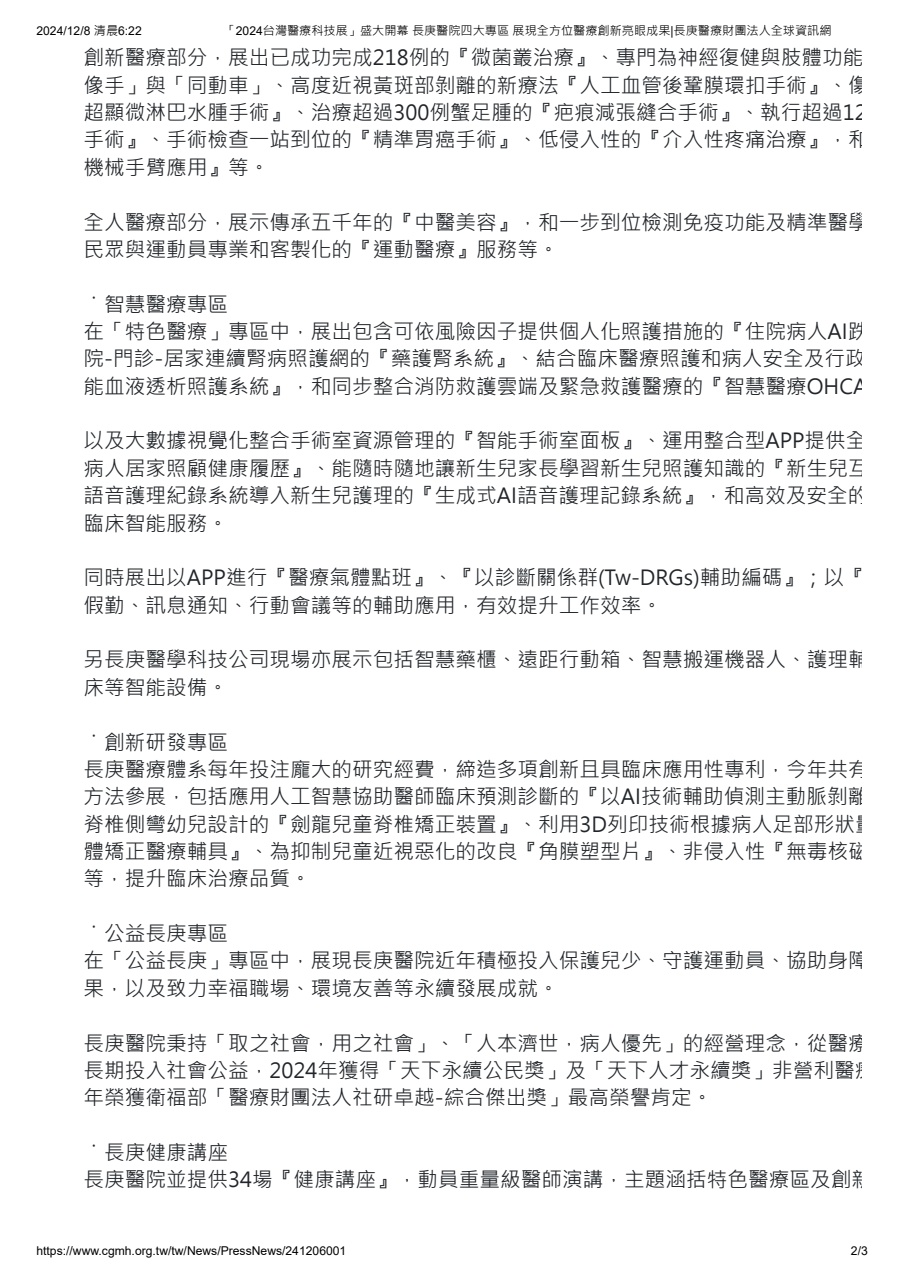 2024/12/8 清晨6:22 「2024台灣醫療科技展」盛大開幕 長庚醫院四大專區 展現全方位醫療創新亮眼成果|長庚醫療財團法人全球資訊網
創新醫療部分，展出已成功完成218例的『微菌叢治療』、專門為神經復健與肢體功能
像手」與「同動車」、高度近視黃斑部剝離的新療法『人工血管後鞏膜環扣手術』、傷
超顯微淋巴水腫手術』、治療超過300例蟹足腫的『疤痕減張縫合手術』、執行超過12
手術』、手術檢查一站到位的『精準胃癌手術』、低侵入性的『介入性疼痛治療』，和
機械手臂應用』等。
全人醫療部分，展示傳承五千年的『中醫美容』，和一步到位檢測免疫功能及精準醫學
民眾與運動員專業和客製化的『運動醫療』服務等。
˙智慧醫療專區
在「特色醫療」專區中，展出包含可依風險因子提供個人化照護措施的『住院病人AI跌
院-門診-居家連續腎病照護網的『藥護腎系統』、結合臨床醫療照護和病人安全及行政
能血液透析照護系統』，和同步整合消防救護雲端及緊急救護醫療的『智慧醫療OHCA
以及大數據視覺化整合手術室資源管理的『智能手術室面板』、運用整合型APP提供全
病人居家照顧健康履歷』、能隨時隨地讓新生兒家長學習新生兒照護知識的『新生兒互
語音護理紀錄系統導入新生兒護理的『生成式AI語音護理記錄系統』，和高效及安全的
臨床智能服務。
同時展出以APP進行『醫療氣體點班』、『以診斷關係群(Tw-DRGs)輔助編碼』；以『
假勤、訊息通知、行動會議等的輔助應用，有效提升工作效率。
另長庚醫學科技公司現場亦展示包括智慧藥櫃、遠距行動箱、智慧搬運機器人、護理輔
床等智能設備。
˙創新研發專區
長庚醫療體系每年投注龐大的研究經費，締造多項創新且具臨床應用性專利，今年共有
方法參展，包括應用人工智慧協助醫師臨床預測診斷的『以AI技術輔助偵測主動脈剝離
脊椎側彎幼兒設計的『劍龍兒童脊椎矯正裝置』、利用3D列印技術根據病人足部形狀量
體矯正醫療輔具』、為抑制兒童近視惡化的改良『角膜塑型片』、非侵入性『無毒核磁
等，提升臨床治療品質。
˙公益長庚專區
在「公益長庚」專區中，展現長庚醫院近年積極投入保護兒少、守護運動員、協助身障
果，以及致力幸福職場、環境友善等永續發展成就。
長庚醫院秉持「取之社會，用之社會」、「人本濟世，病人優先」的經營理念，從醫療
長期投入社會公益，2024年獲得「天下永續公民獎」及「天下人才永續獎」非營利醫療
年榮獲衛福部「醫療財團法人社研卓越-綜合傑出獎」最高榮譽肯定。
˙長庚健康講座
長庚醫院並提供34場『健康講座』，動員重量級醫師演講，主題涵括特色醫療區及創新
https://www.cgmh.org.tw/tw/News/PressNews/241206001 2/3